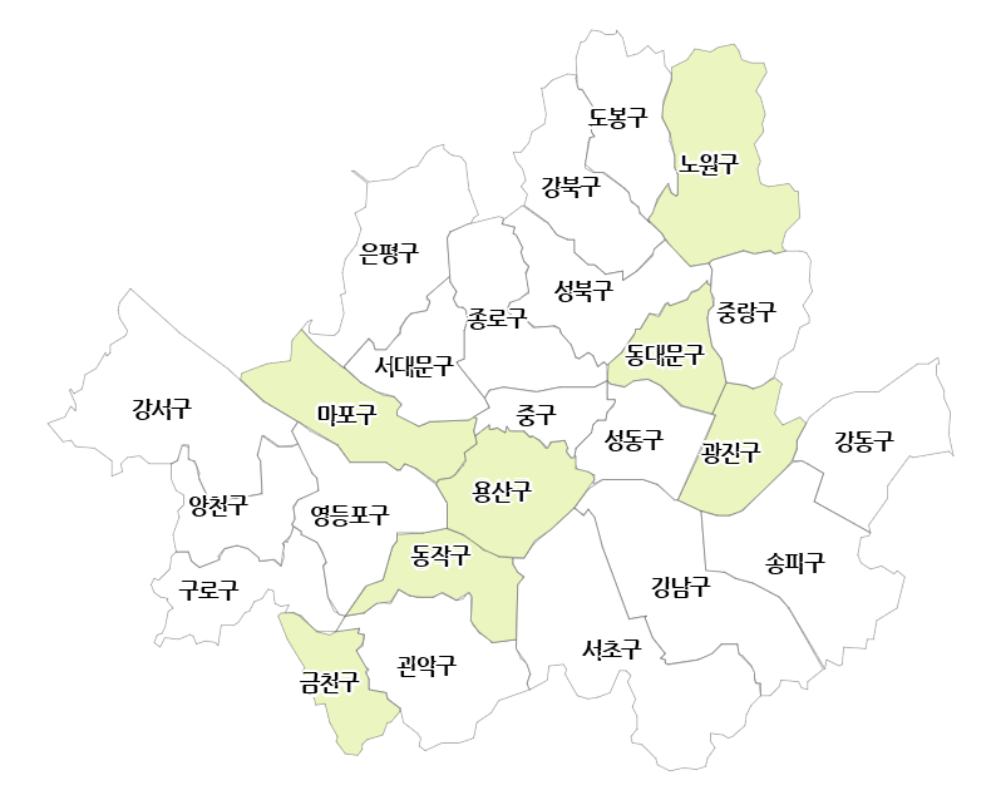 도봉구
노원구
강북구
은평구
성북구
종로구
중랑구
동대문구
서대문구
강서구
마포구
중구
성동구
광진구
강동구
양천구
영등포구
용산구
동작구
구로구
강남구
송파구
서초구
관악구
금천구